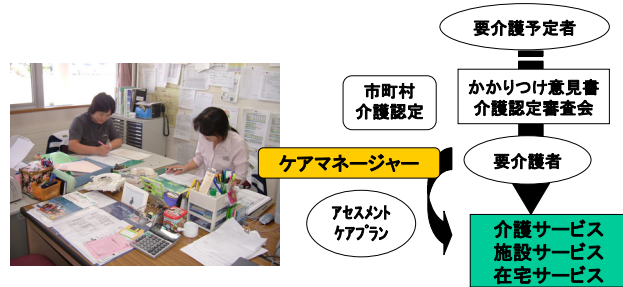 要介護予定者
市町村
介護認定
かかりつけ意見書
介護認定審査会
ケアマネージャー
要介護者
アセスメント
ケアプラン
介護サービス
施設サービス
在宅サービス